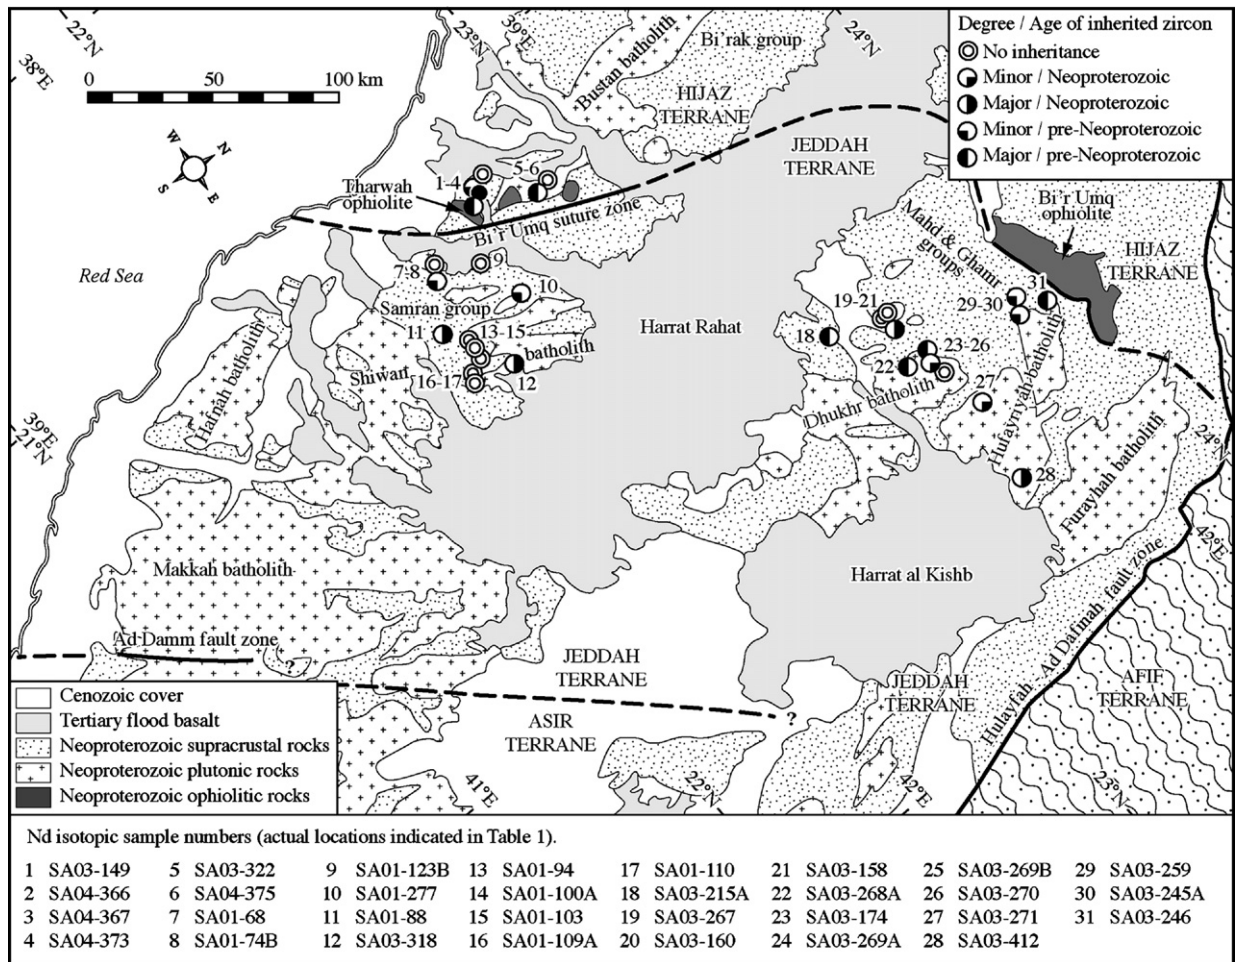 22°N
23°N
39°E
24°N
38°E
0
50
100 km
Bustan batholith
Bi'rak group
HIJAZ
TERRANE
Degree / Age of inherited zircon
No inheritance
Minor / Neoproterozoic
Major / Neoproterozoic
Minor / pre-Neoproterozoic
Major / pre-Neoproterozoic
N
W
S
E
JEDDAH
TERRANE
1-4
5-6
Tharwah
ophiolite
Bi'r Umq suture zone
Mahd & Ghamr
groups
Bi'r Umq
ophiolite
HIJAZ
TERRANE
Red Sea
7-8
9
10
Samran group
11
13-15
Shiwan
batholith
16-17
12
Harrat Rahat
18
19-21
22
23-26
27
28
29-30
31
Dhukhr batholith
Hufayriyah batholith
Furayhah batholith
Hafnah batholith
39°E
21°N
24°N
42°E
Makkah batholith
Harrat al Kishb
Ad Damm fault zone
?
JEDDAH
TERRANE
ASIR
TERRANE
?
JEDDAH
TERRANE
Hulayfah - Ad Dafinah fault zone
AFIF
TERRANE
41°E
22°N
42°E
23°N
Cenozoic cover
Tertiary flood basalt
Neoproterozoic supracrustal rocks
Neoproterozoic plutonic rocks
Neoproterozoic ophiolitic rocks
Nd isotopic sample numbers (actual locations indicated in Table 1).
1 SA03-149 5 SA03-322 9 SA01-123B 13 SA01-94 17 SA01-110 21 SA03-158 25 SA03-269B 29 SA03-259
2 SA04-366 6 SA04-375 10 SA01-277 14 SA01-100A 18 SA03-215A 22 SA03-268A 26 SA03-270 30 SA03-245A
3 SA04-367 7 SA01-68 11 SA01-88 15 SA01-103 19 SA03-267 23 SA03-174 27 SA03-271 31 SA03-246
4 SA04-373 8 SA01-74B 12 SA03-318 16 SA01-109A 20 SA03-160 24 SA03-269A 28 SA03-412